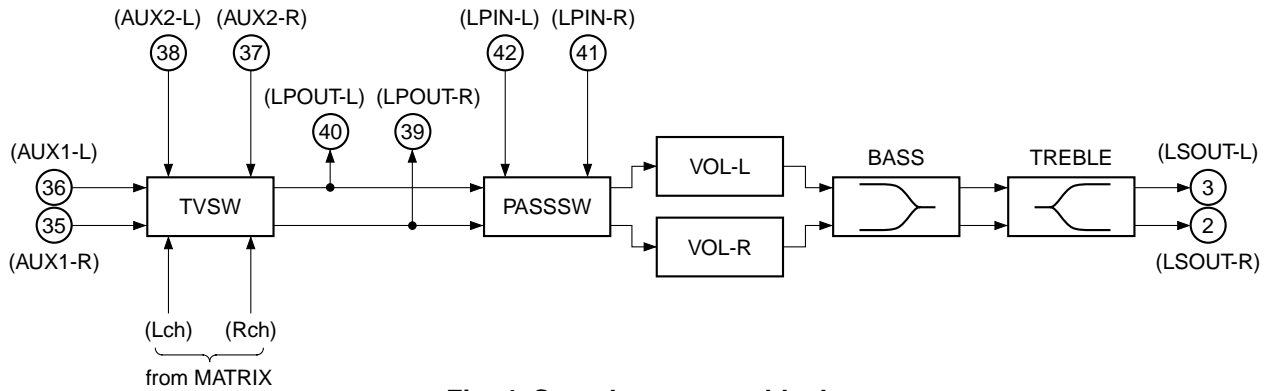 (AUX2-L) (AUX2-R) (LPIN-L) (LPIN-R)
38 37 42 41
(LPOUT-L) (LPOUT-R)
40 39
(AUX1-L)
36
35
(AUX1-R)
TVSW
PASSSW
VOL-L
VOL-R
BASS
TREBLE
(LSOUT-L)
3
2
(LSOUT-R)
(Lch) (Rch)
from MATRIX